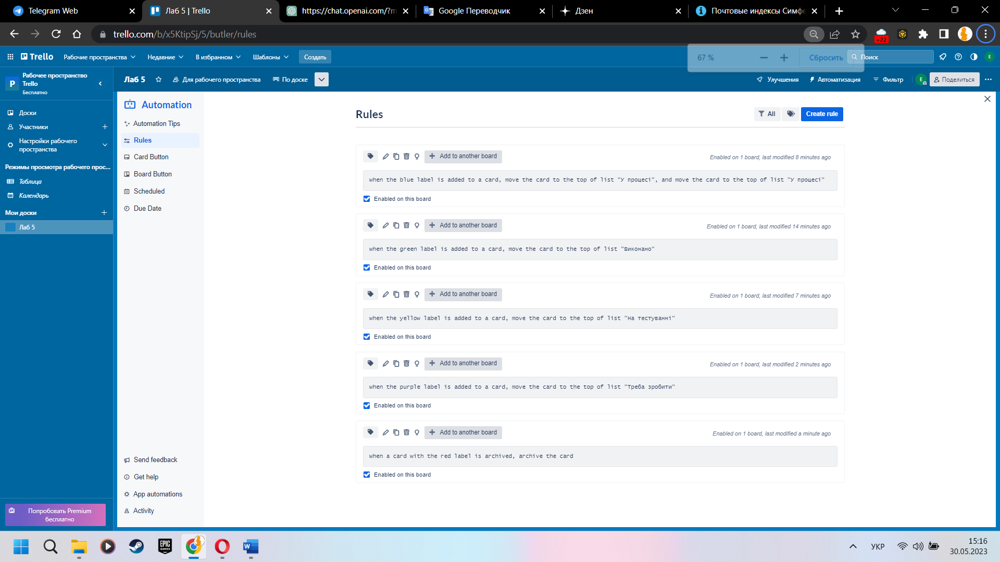 Telegram Web
Лаб 5 | Trello
https://chat.openai.com/?m
Google Переводчик
Дзен
Почтовые индексы Симфе
trello.com/b/x5KtipSj/5/butler/rules
+22
Trello
Рабочие пространства
Недавние
В избранном
Шаблоны
Создать
67 %
Сбросить
Поиск
E
P
Рабочее пространство
Trello
Бесплатно
Лаб 5
Для рабочего пространства
По доске
Улучшения
Автоматизация
Фильтр
E
Поделиться
Доски
Участники
Настройки рабочего
пространства
Режимы просмотра рабочего прос...
Таблица
Календарь
Мои доски
Лаб 5
Попробовать Premium
бесплатно
Automation
Automation Tips
Rules
Card Button
Board Button
Scheduled
Due Date
Send feedback
Get help
App automations
Activity
Rules
All
Create rule
Add to another board
Enabled on 1 board, last modified 8 minutes ago
when the blue label is added to a card, move the card to the top of list "У процесі", and move the card to the top of list "У процесі"
Enabled on this board
Add to another board
Enabled on 1 board, last modified 14 minutes ago
when the green label is added to a card, move the card to the top of list "Виконано"
Enabled on this board
Add to another board
Enabled on 1 board, last modified 7 minutes ago
when the yellow label is added to a card, move the card to the top of list "На тестуванні"
Enabled on this board
Add to another board
Enabled on 1 board, last modified 2 minutes ago
when the purple label is added to a card, move the card to the top of list "Треба зробити"
Enabled on this board
Add to another board
Enabled on 1 board, last modified a minute ago
when a card with the red label is archived, archive the card
Enabled on this board
EPIC
GAMES
W
УКР
15:16
30.05.2023